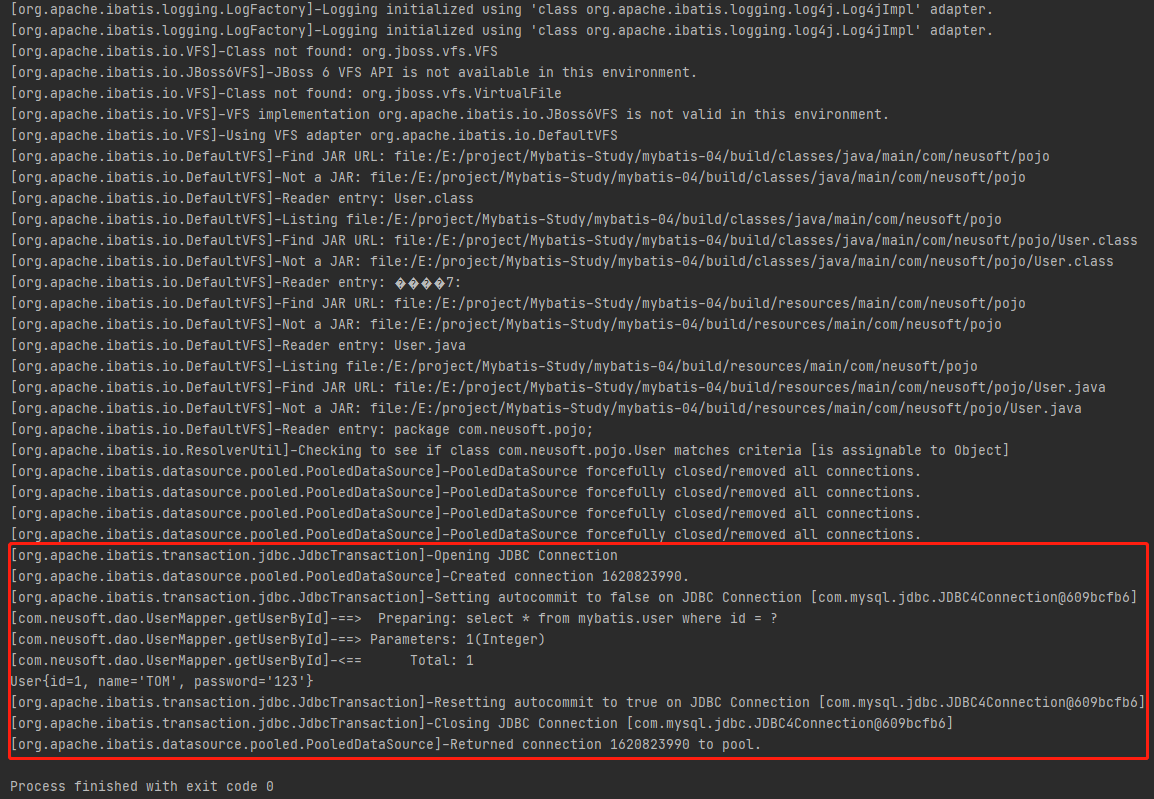 [org.apache.ibatis.logging.LogFactory]-Logging initialized using 'class org.apache.ibatis.logging.log4j.Log4jImpl' adapter.
[org.apache.ibatis.logging.LogFactory]-Logging initialized using 'class org.apache.ibatis.logging.log4j.Log4jImpl' adapter.
[org.apache.ibatis.io.VFS]-Class not found: org.jboss.vfs.VFS
[org.apache.ibatis.io.JBoss6VFS]-JBoss 6 VFS API is not available in this environment.
[org.apache.ibatis.io.VFS]-Class not found: org.jboss.vfs.VirtualFile
[org.apache.ibatis.io.VFS]-VFS implementation org.apache.ibatis.io.JBoss6VFS is not valid in this environment.
[org.apache.ibatis.io.VFS]-Using VFS adapter org.apache.ibatis.io.DefaultVFS
[org.apache.ibatis.io.DefaultVFS]-Find JAR URL: file:/E:/project/Mybatis-Study/mybatis-04/build/classes/java/main/com/neusoft/pojo
[org.apache.ibatis.io.DefaultVFS]-Not a JAR: file:/E:/project/Mybatis-Study/mybatis-04/build/classes/java/main/com/neusoft/pojo
[org.apache.ibatis.io.DefaultVFS]-Reader entry: User.class
[org.apache.ibatis.io.DefaultVFS]-Listing file:/E:/project/Mybatis-Study/mybatis-04/build/classes/java/main/com/neusoft/pojo
[org.apache.ibatis.io.DefaultVFS]-Find JAR URL: file:/E:/project/Mybatis-Study/mybatis-04/build/classes/java/main/com/neusoft/pojo/User.class
[org.apache.ibatis.io.DefaultVFS]-Not a JAR: file:/E:/project/Mybatis-Study/mybatis-04/build/classes/java/main/com/neusoft/pojo/User.class
[org.apache.ibatis.io.DefaultVFS]-Reader entry: ����7:
[org.apache.ibatis.io.DefaultVFS]-Find JAR URL: file:/E:/project/Mybatis-Study/mybatis-04/build/resources/main/com/neusoft/pojo
[org.apache.ibatis.io.DefaultVFS]-Not a JAR: file:/E:/project/Mybatis-Study/mybatis-04/build/resources/main/com/neusoft/pojo
[org.apache.ibatis.io.DefaultVFS]-Reader entry: User.java
[org.apache.ibatis.io.DefaultVFS]-Listing file:/E:/project/Mybatis-Study/mybatis-04/build/resources/main/com/neusoft/pojo
[org.apache.ibatis.io.DefaultVFS]-Find JAR URL: file:/E:/project/Mybatis-Study/mybatis-04/build/resources/main/com/neusoft/pojo/User.java
[org.apache.ibatis.io.DefaultVFS]-Not a JAR: file:/E:/project/Mybatis-Study/mybatis-04/build/resources/main/com/neusoft/pojo/User.java
[org.apache.ibatis.io.DefaultVFS]-Reader entry: package com.neusoft.pojo;
[org.apache.ibatis.io.ResolverUtil]-Checking to see if class com.neusoft.pojo.User matches criteria [is assignable to Object]
[org.apache.ibatis.datasource.pooled.PooledDataSource]-PooledDataSource forcefully closed/removed all connections.
[org.apache.ibatis.datasource.pooled.PooledDataSource]-PooledDataSource forcefully closed/removed all connections.
[org.apache.ibatis.datasource.pooled.PooledDataSource]-PooledDataSource forcefully closed/removed all connections.
[org.apache.ibatis.datasource.pooled.PooledDataSource]-PooledDataSource forcefully closed/removed all connections.
[org.apache.ibatis.transaction.jdbc.JdbcTransaction]-Opening JDBC Connection
[org.apache.ibatis.datasource.pooled.PooledDataSource]-Created connection 1620823990.
[org.apache.ibatis.transaction.jdbc.JdbcTransaction]-Setting autocommit to false on JDBC Connection [com.mysql.jdbc.JDBC4Connection@609bcfb6]
[com.neusoft.dao.UserMapper.getUserById]-==>  Preparing: select * from mybatis.user where id = ?
[com.neusoft.dao.UserMapper.getUserById]-==> Parameters: 1(Integer)
[com.neusoft.dao.UserMapper.getUserById]-<==      Total: 1
User{id=1, name='TOM', password='123'}
[org.apache.ibatis.transaction.jdbc.JdbcTransaction]-Resetting autocommit to true on JDBC Connection [com.mysql.jdbc.JDBC4Connection@609bcfb6]
[org.apache.ibatis.transaction.jdbc.JdbcTransaction]-Closing JDBC Connection [com.mysql.jdbc.JDBC4Connection@609bcfb6]
[org.apache.ibatis.datasource.pooled.PooledDataSource]-Returned connection 1620823990 to pool.
Process finished with exit code 0